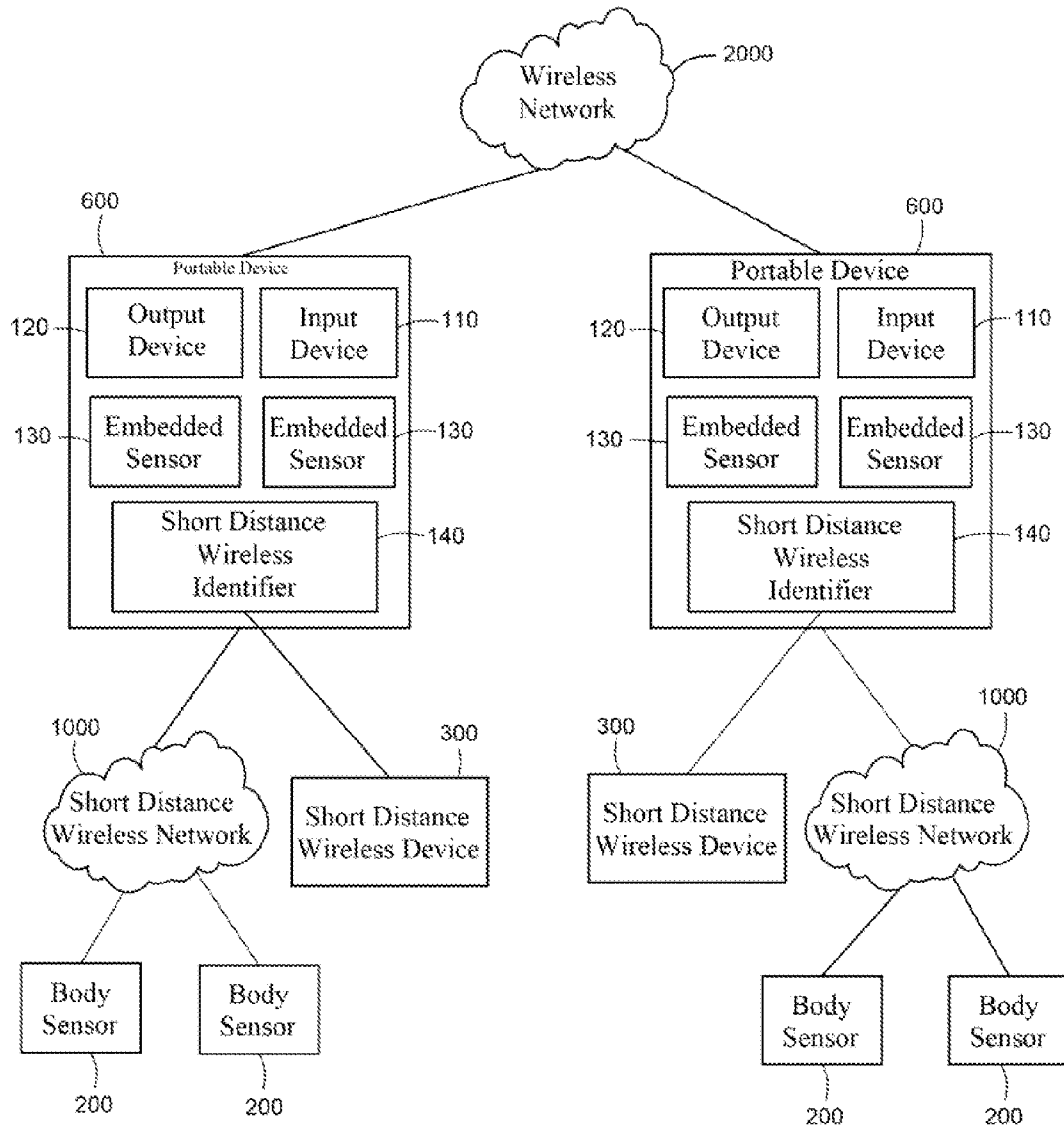 Wireless
Network
2000
600
600
Portable Device
Portable Device
120
Output
Device
Input
Device
110
120
Output
Device
Input
Device
110
130
Embedded
Sensor
Embedded
Sensor
130
130
Embedded
Sensor
Embedded
Sensor
130
Short Distance
Wireless
Identifier
140
Short Distance
Wireless
Identifier
140
1000
Short Distance
Wireless Network
300
Short Distance
Wireless Device
300
Short Distance
Wireless Device
1000
Short Distance
Wireless Network
Body
Sensor
Body
Sensor
Body
Sensor
Body
Sensor
200
200
200
200